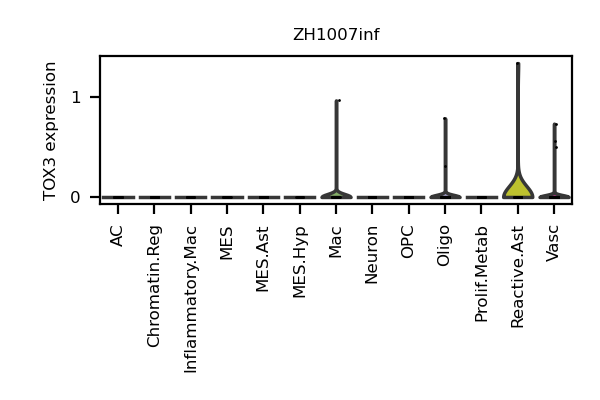 ZH1007inf
TOX3 expression
1
0
AC
Chromatin.Reg
Inflammatory.Mac
MES
MES.Ast
MES.Hyp
Mac
Neuron
OPC
Oligo
Prolif.Metab
Reactive.Ast
Vasc